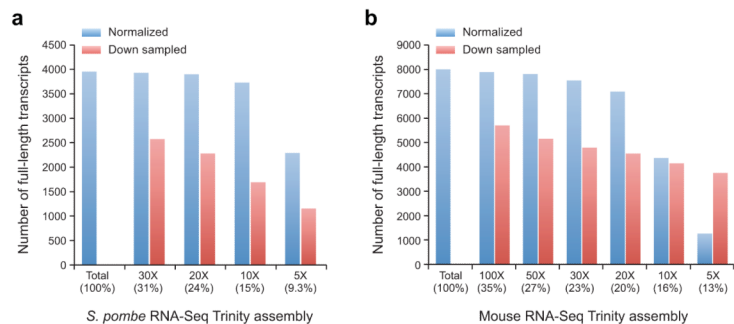 a
Normalized
Down sampled
Number of full-length transcripts
4500
4000
3500
3000
2500
2000
1500
1000
500
0
Total 30X 20X 10X 5X
(100%) (31%) (24%) (15%) (9.3%)
S. pombe RNA-Seq Trinity assembly
b
Normalized
Down sampled
Number of full-length transcripts
9000
8000
7000
6000
5000
4000
3000
2000
1000
0
Total 100X 50X 30X 20X 10X 5X
(100%) (35%) (27%) (23%) (20%) (16%) (13%)
Mouse RNA-Seq Trinity assembly